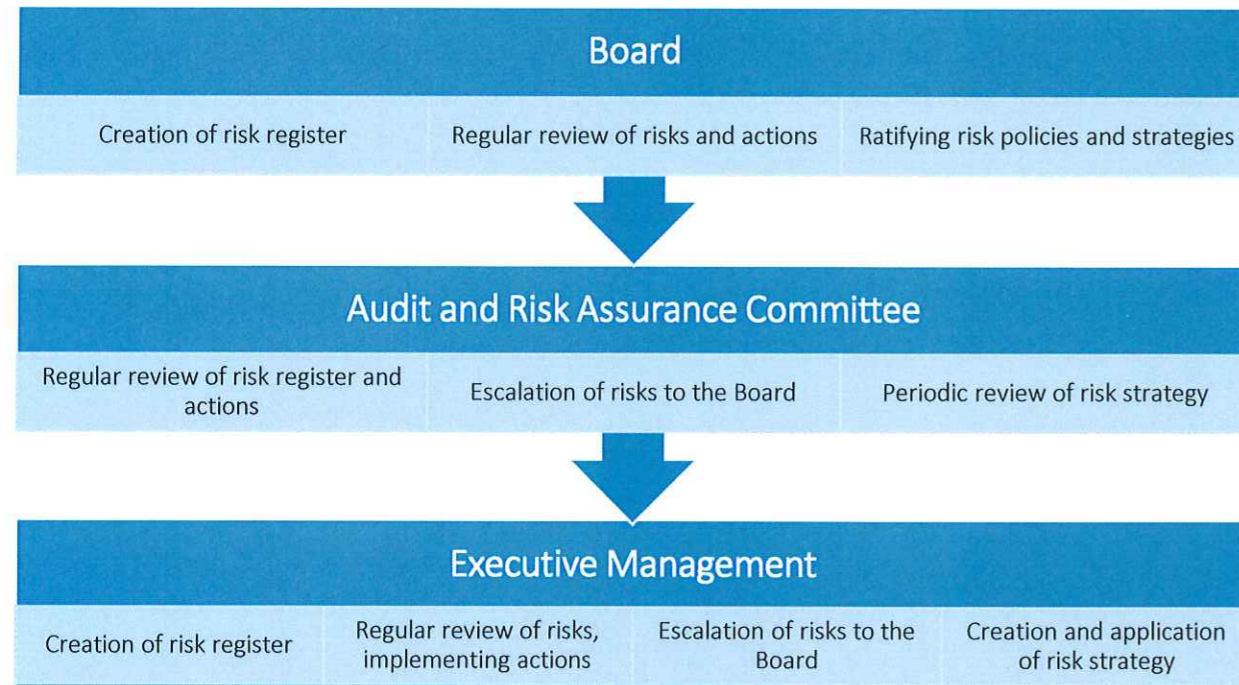 Board
Creation of risk register
Regular review of risks and actions
Ratifying risk policies and strategies
Audit and Risk Assurance Committee
Regular review of risk register and
actions
Escalation of risks to the Board
Periodic review of risk strategy
Executive Management
Creation of risk register
Regular review of risks,
implementing actions
Escalation of risks to the
Board
Creation and application
of risk strategy